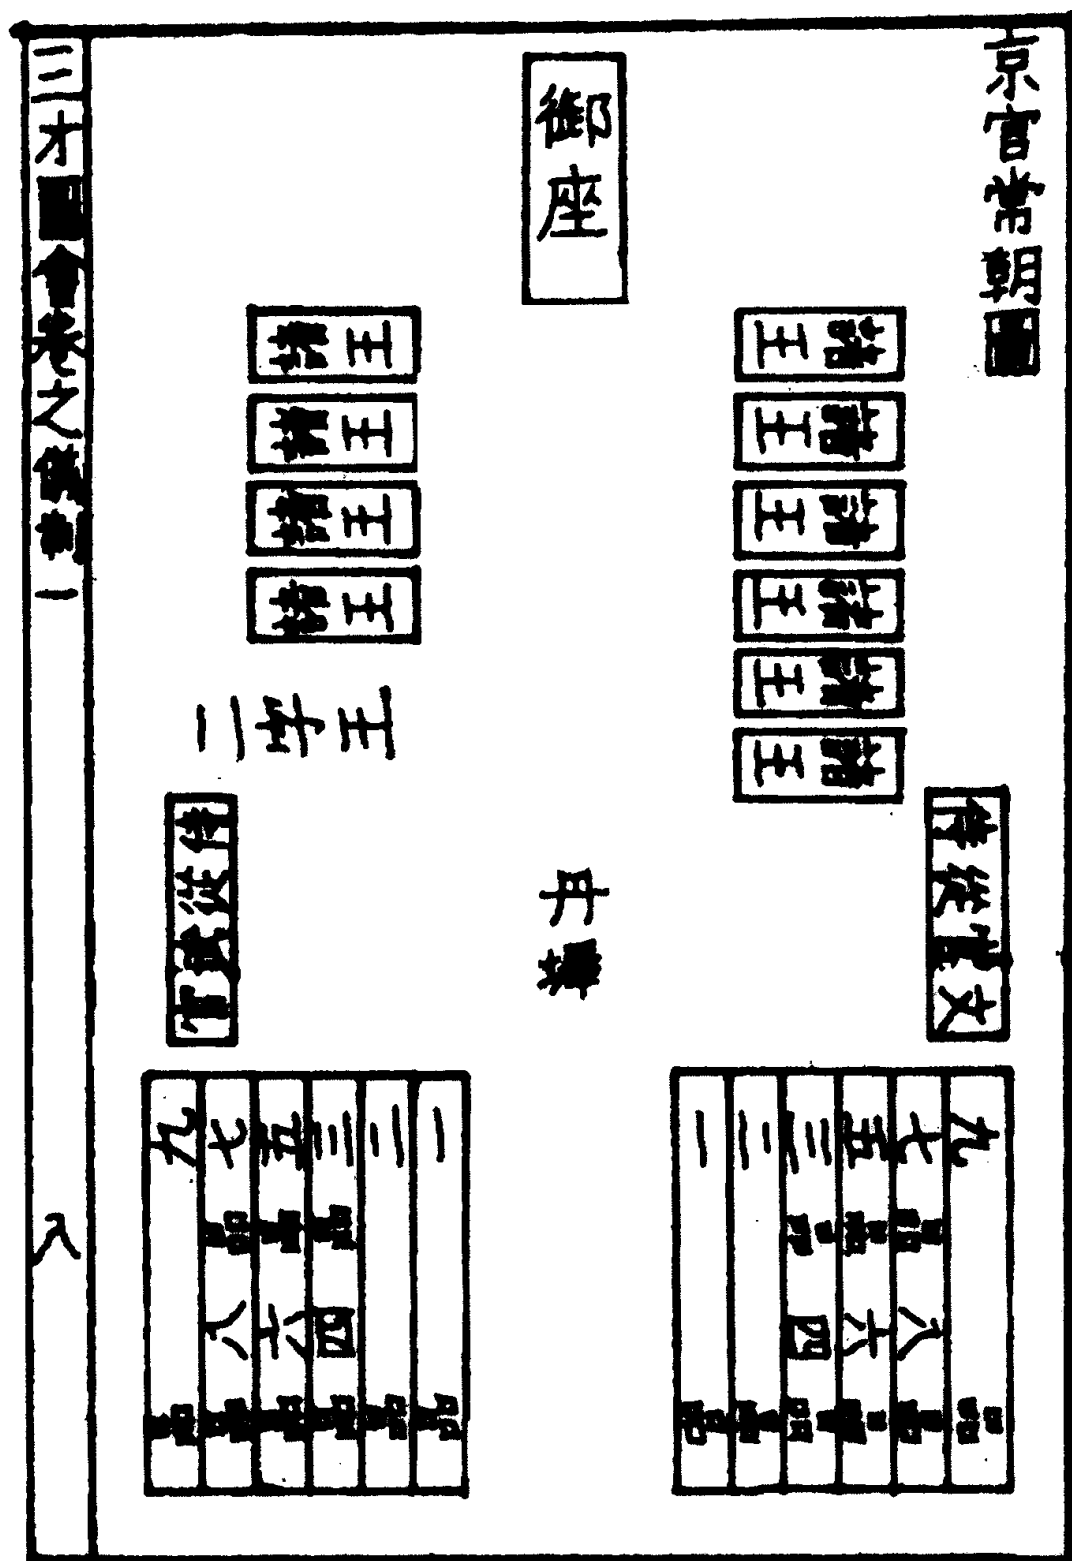 京官常朝圖
御座
諸王
諸王
諸王
諸王
諸王
諸王
諸王
諸王
諸王
諸王
二字王
侍從官文
丹墀
侍從武官
九品
七品八品
五品六品
三品四品
二品
一品
一品
二品
三品四品
五品六品
七品八品
九品
三才圖會 儀制一 八